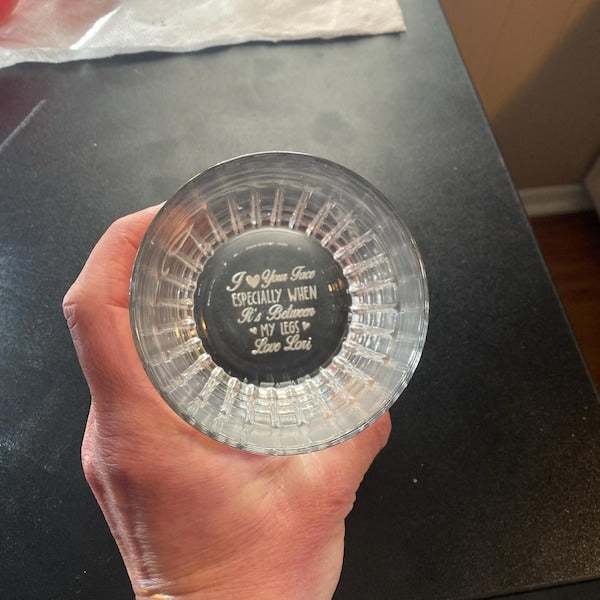 I ♥ Your Face
ESPECIALLY WHEN
It's Between
♥ MY LEGS ♥
Love Lori